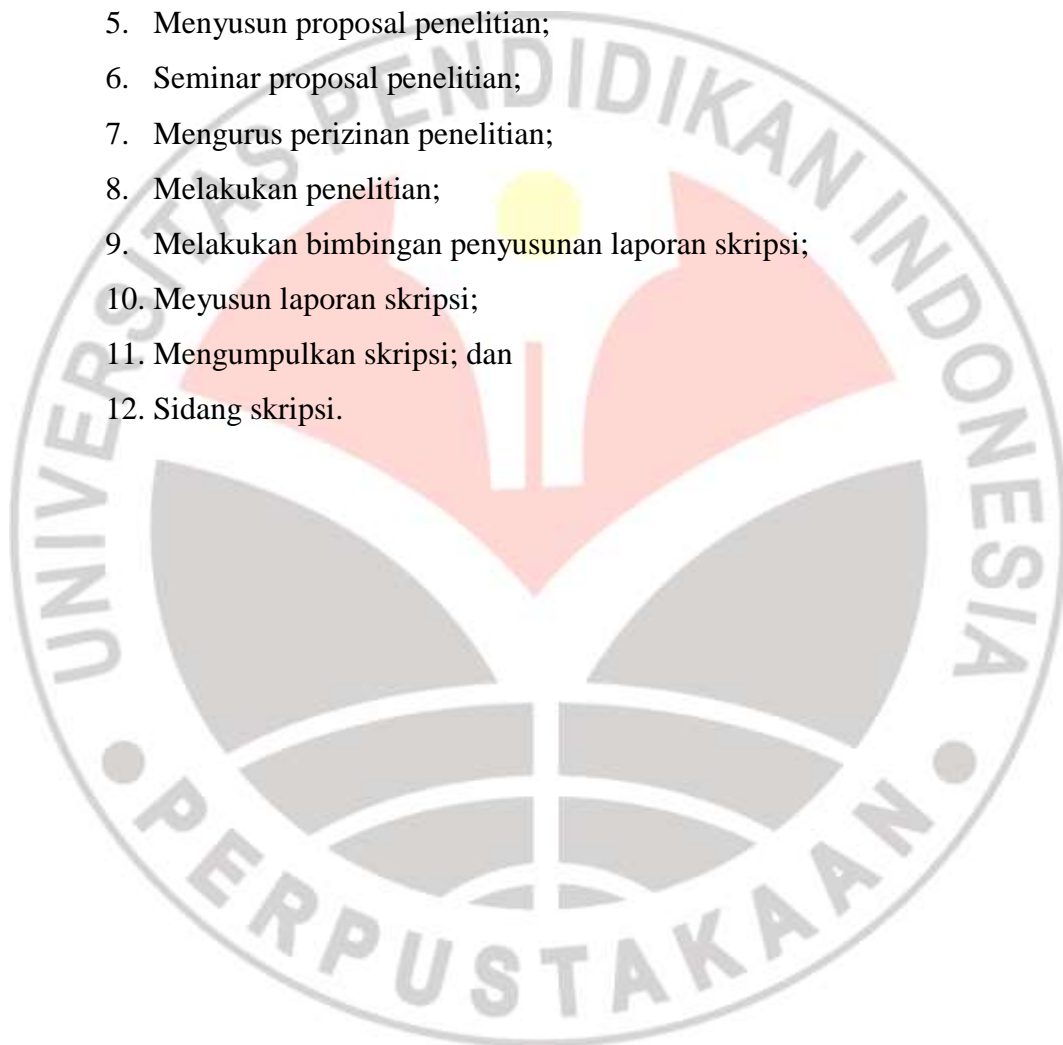 5. Menyusun proposal penelitian;
6. Seminar proposal penelitian;
7. Mengurus perizinan penelitian;
8. Melakukan penelitian;
9. Melakukan bimbingan penyusunan laporan skripsi;
10. Meyusun laporan skripsi;
11. Mengumpulkan skripsi; dan
12. Sidang skripsi.
UNIVERSITAS PENDIDIKAN INDONESIA
PERPUSTAKAAN